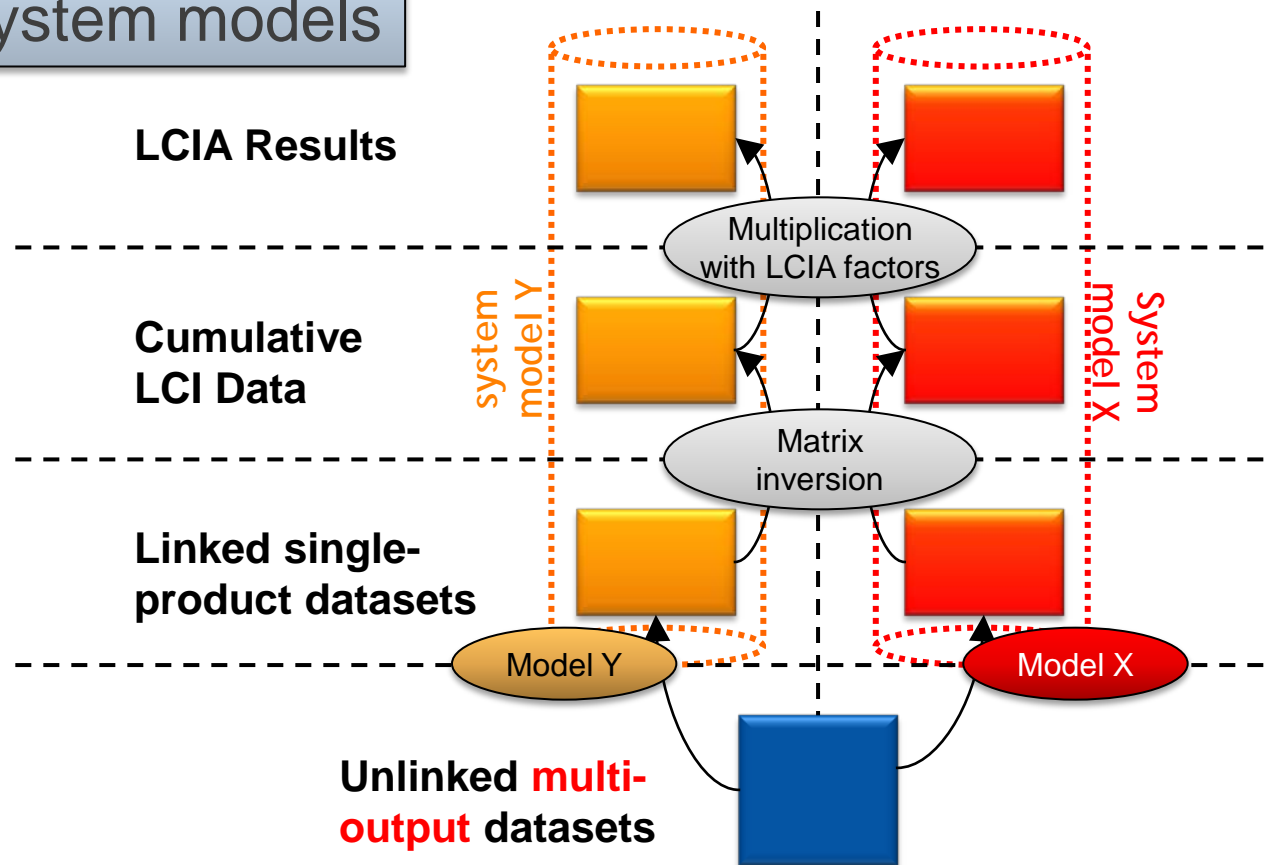 ystem models
LCIA Results
Multiplication
with LCIA factors
system
model Y
System
model X
Cumulative
LCI Data
Matrix
inversion
Linked single-
product datasets
Model Y
Model X
Unlinked multi-
output datasets